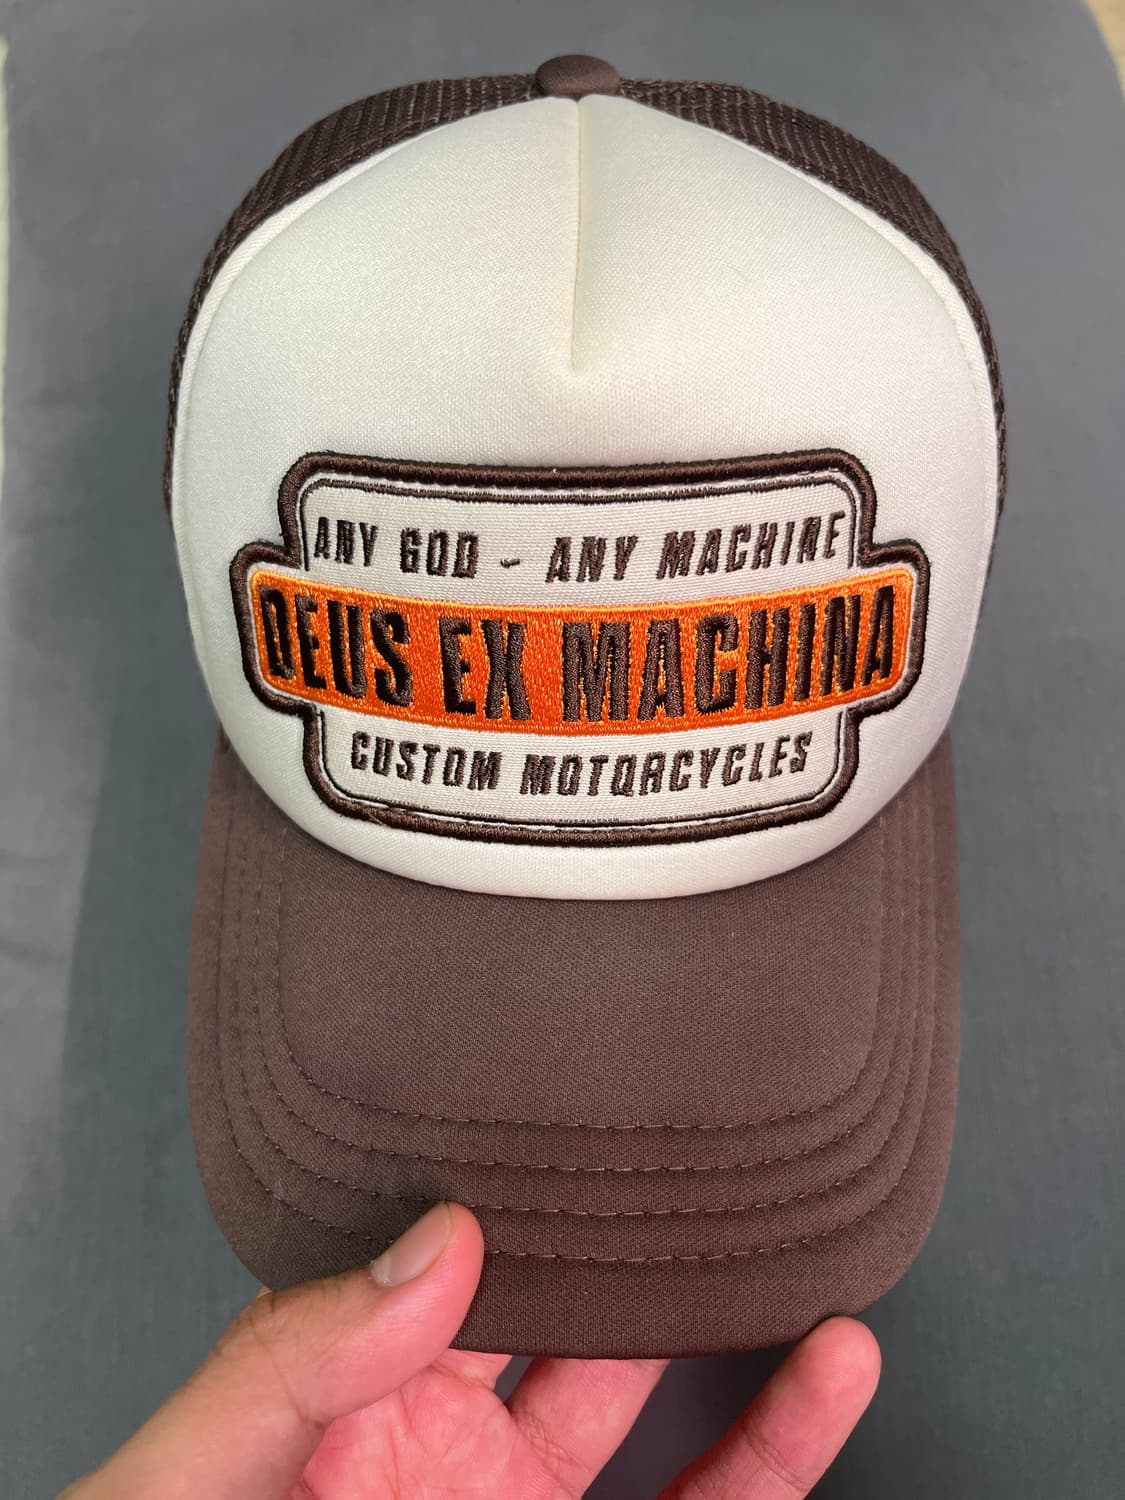 ANY GOD - ANY MACHINE
DEUS EX MACHINA
CUSTOM MOTORCYCLES